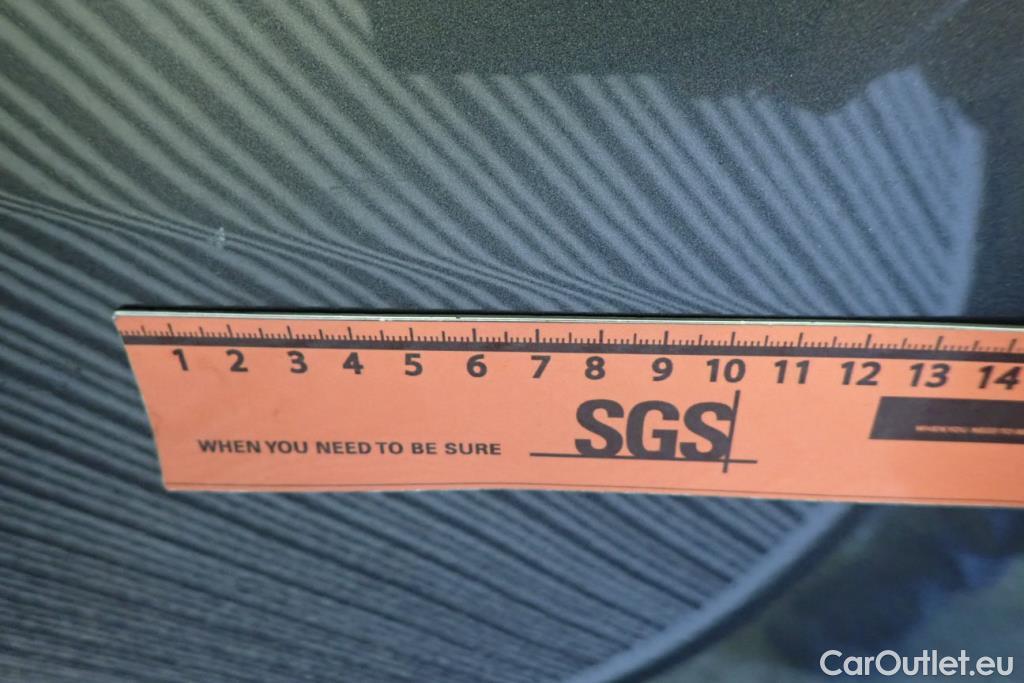 1 2 3 4 5 6 7 8 9 10 11 12 13 14
SGS
WHEN YOU NEED TO BE SURE
CarOutlet.eu